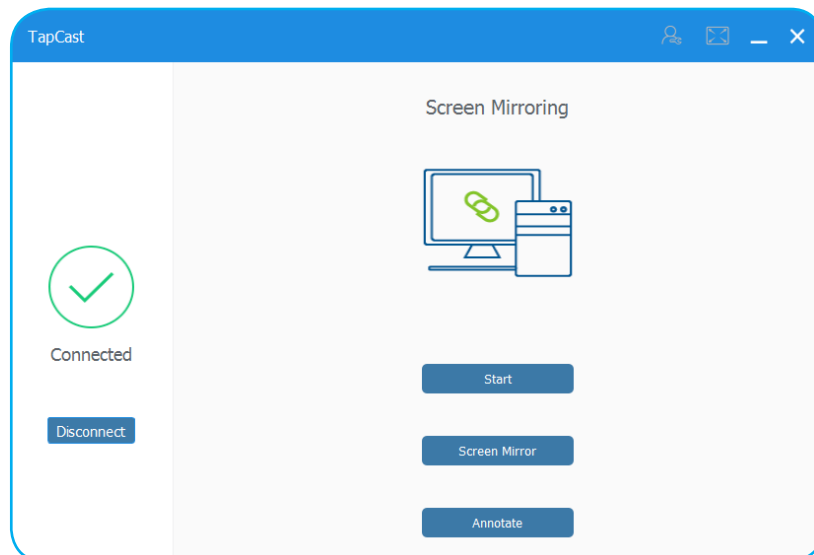 TapCast
Screen Mirroring
Connected
Disconnect
Start
Screen Mirror
Annotate